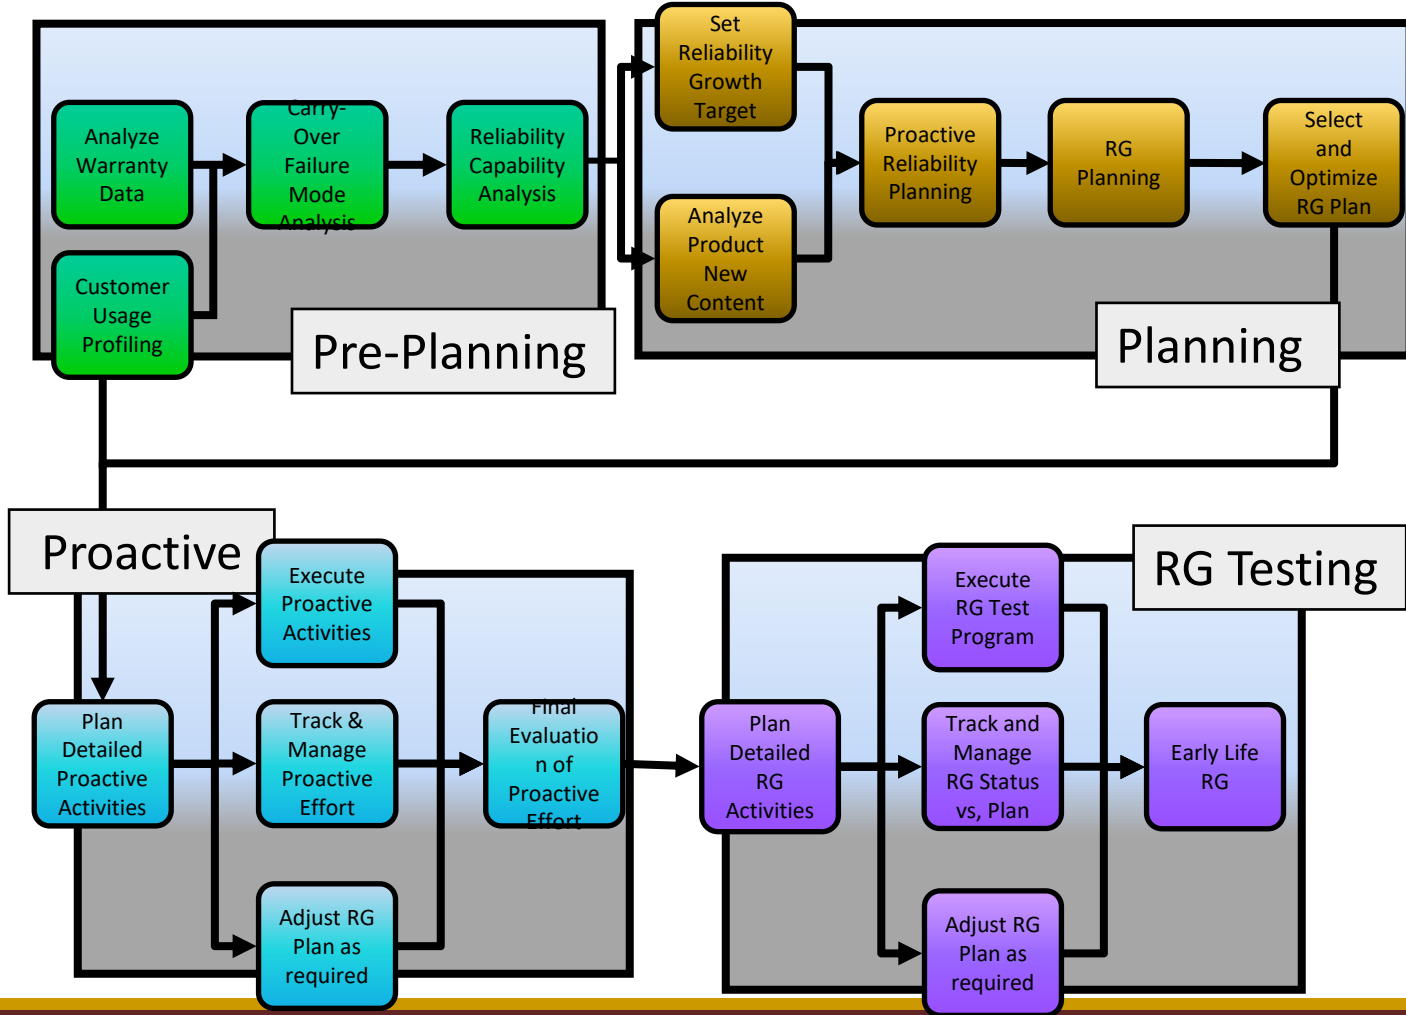 Analyze
Warranty
Data
Customer
Usage
Profiling
Carry-
Over
Failure
Mode
Analysis
Reliability
Capability
Analysis
Pre-Planning
Set
Reliability
Growth
Target
Analyze
Product
New
Content
Proactive
Reliability
Planning
RG
Planning
Select
and
Optimize
RG Plan
Planning
Proactive
Plan
Detailed
Proactive
Activities
Execute
Proactive
Activities
Track &
Manage
Proactive
Effort
Adjust RG
Plan as
required
Final
Evaluatio
n of
Proactive
Effort
RG Testing
Plan
Detailed
RG
Activities
Execute
RG Test
Program
Track and
Manage
RG Status
vs, Plan
Adjust RG
Plan as
required
Early Life
RG